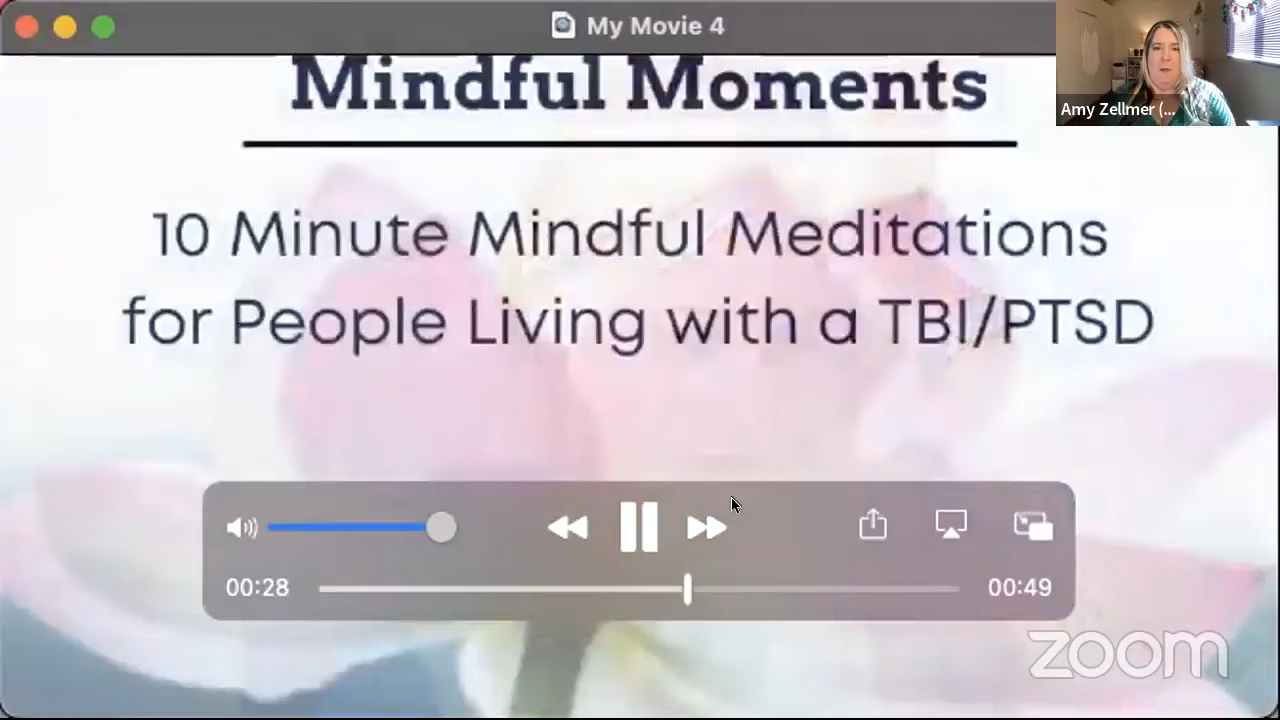 My Movie 4
Amy Zellmer (...
Mindful Moments
10 Minute Mindful Meditations
for People Living with a TBI/PTSD
00:28
00:49
zoom